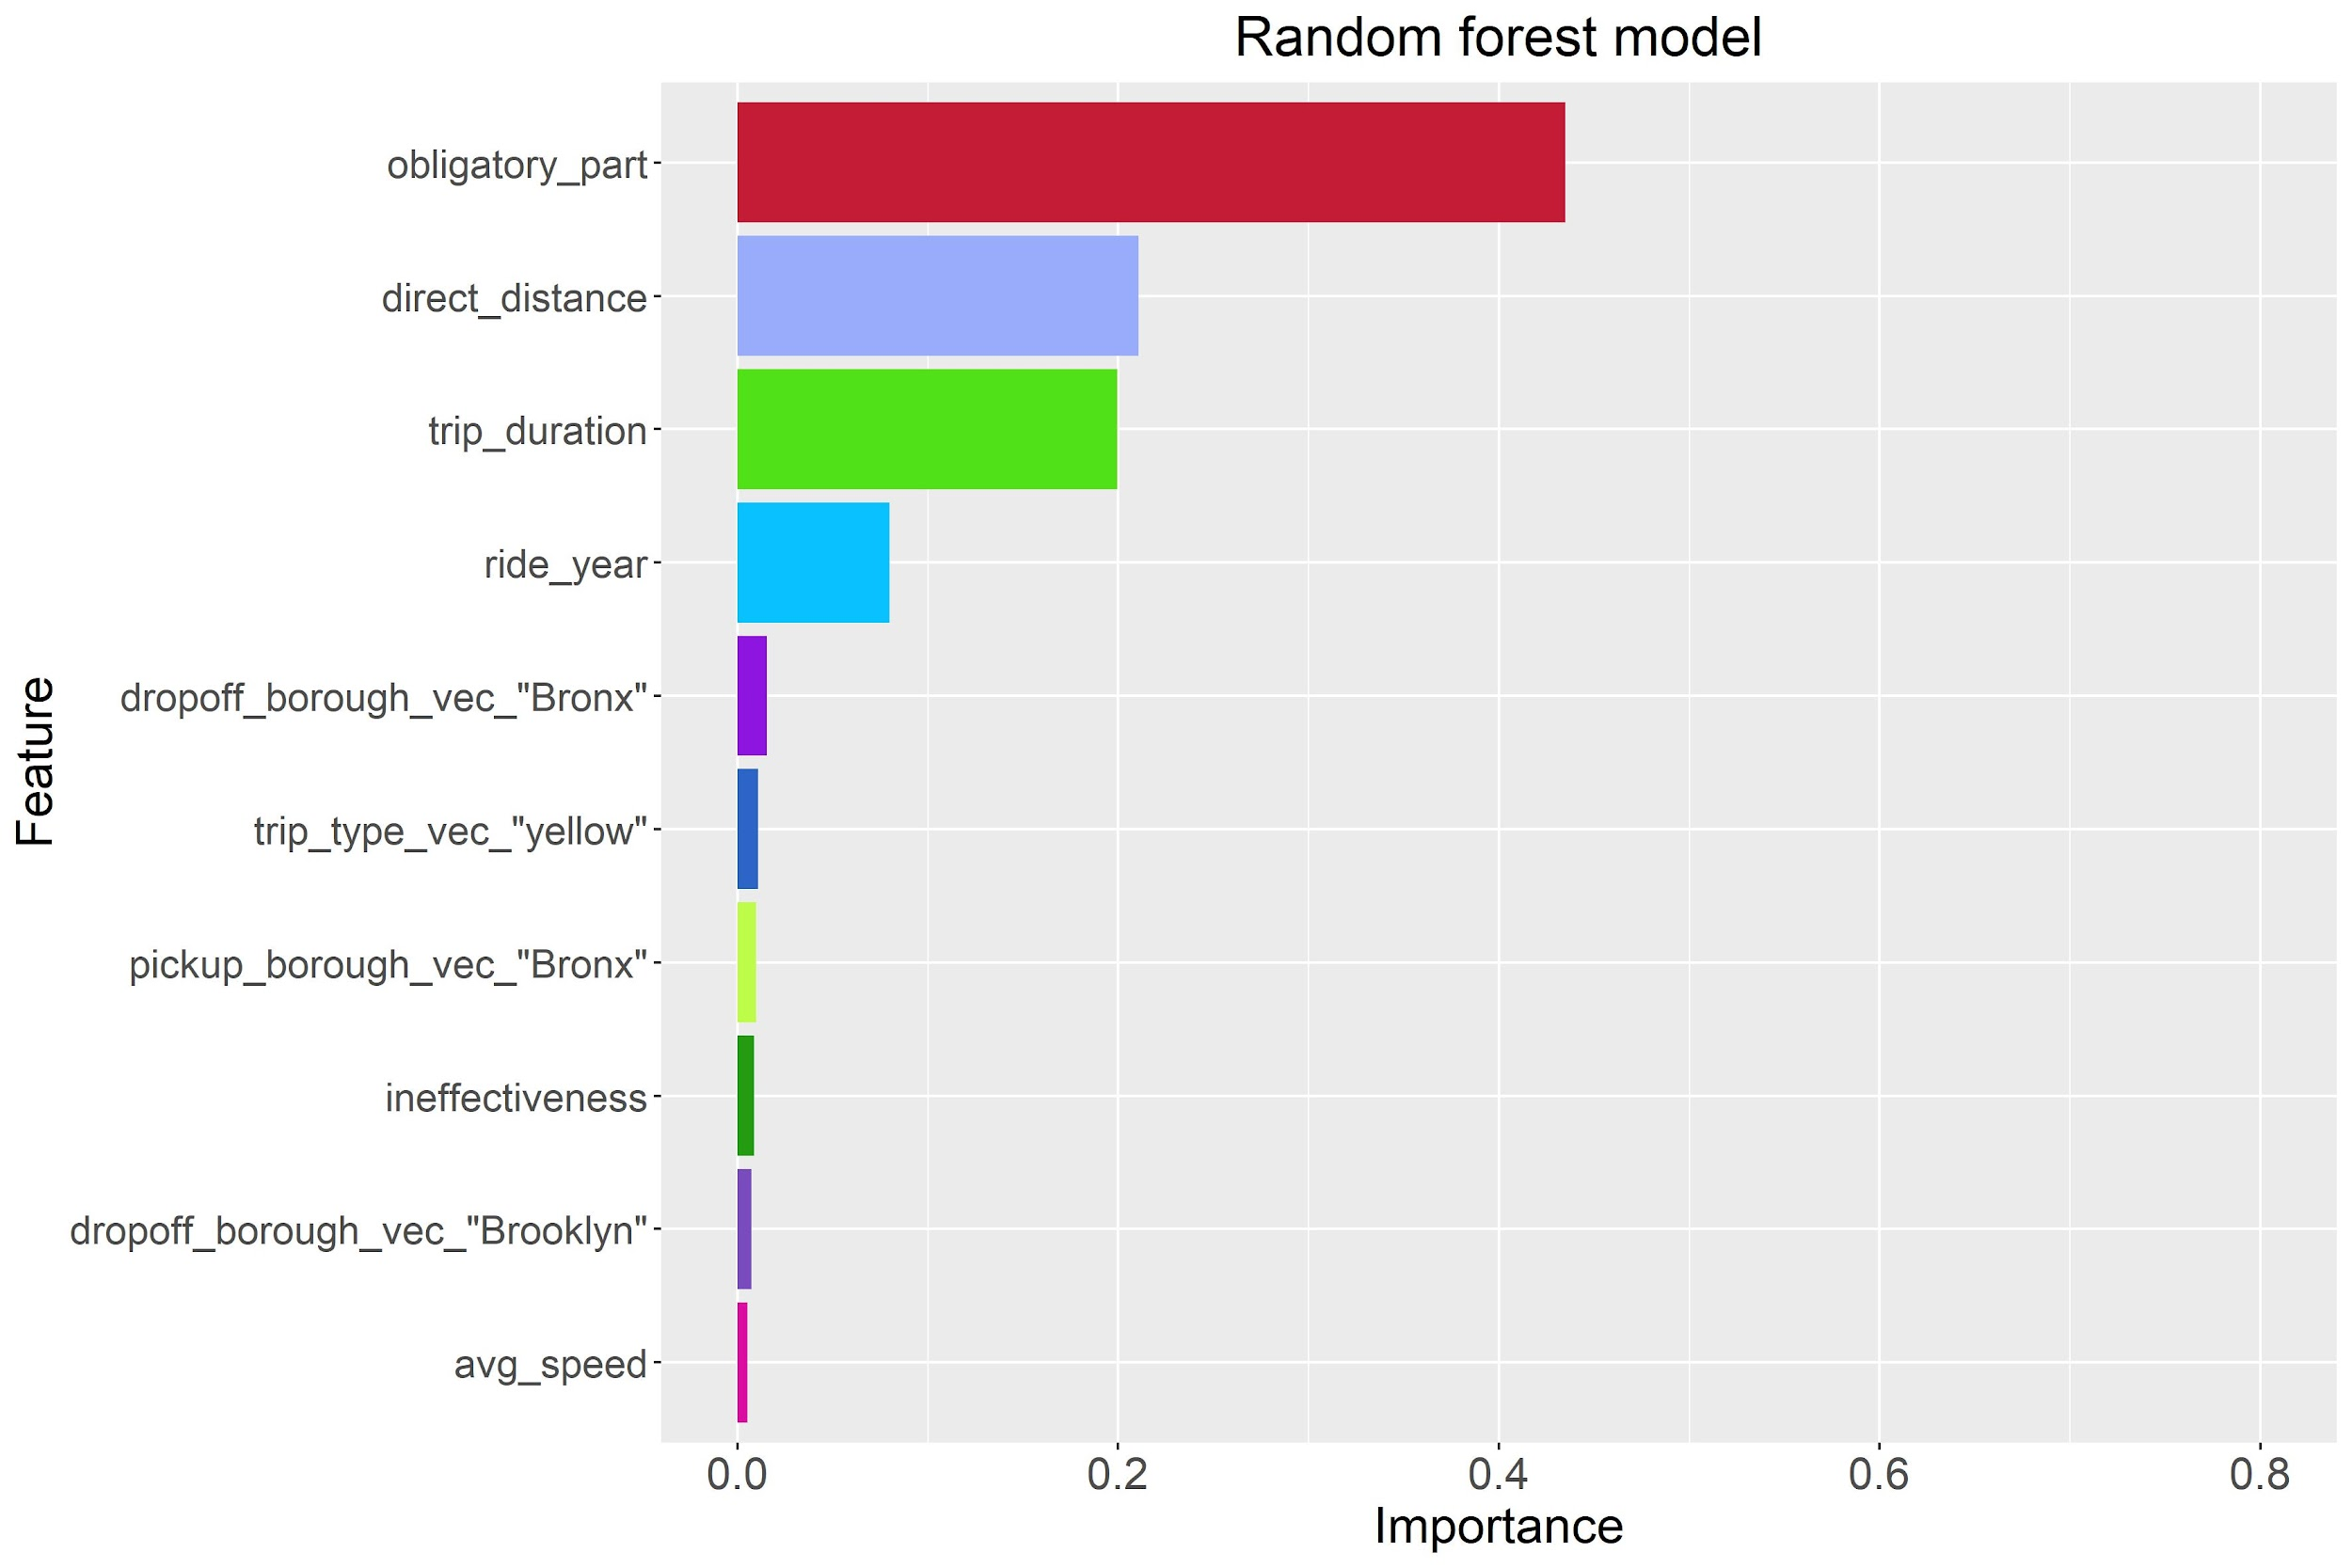 Random forest model
obligatory_part
direct_distance
trip_duration
ride_year
dropoff_borough_vec_"Bronx"
trip_type_vec_"yellow"
pickup_borough_vec_"Bronx"
ineffectiveness
dropoff_borough_vec_"Brooklyn"
avg_speed
Feature
0.0 0.2 0.4 0.6 0.8
Importance